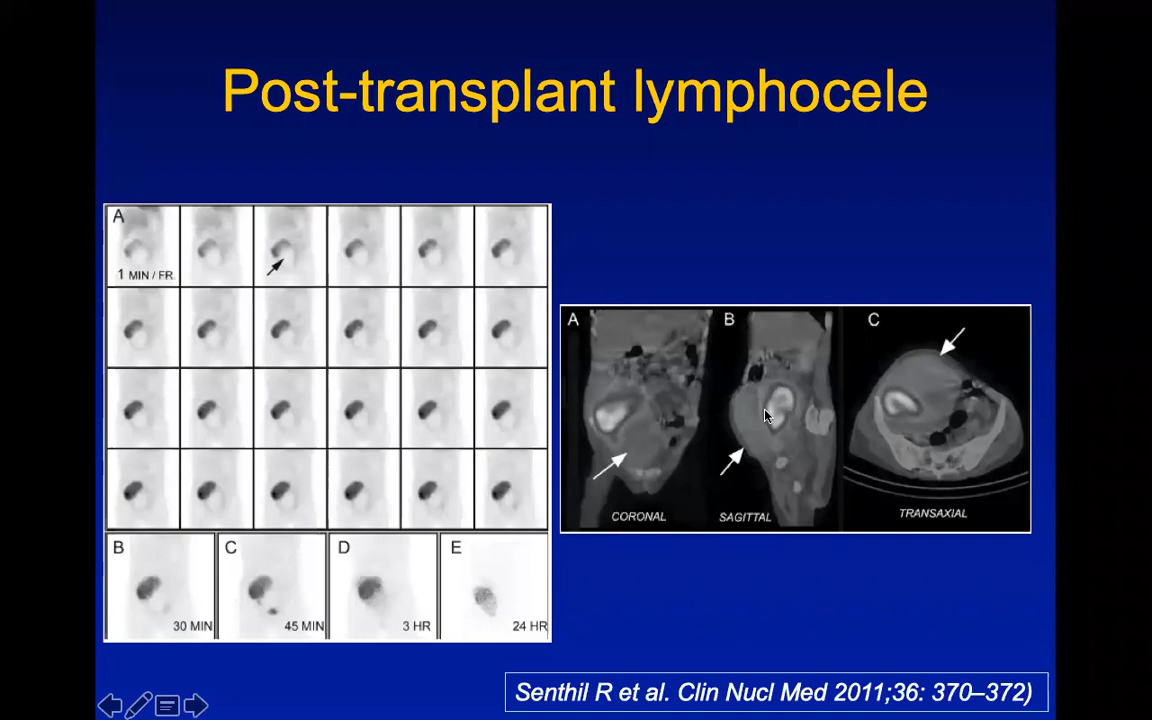 Post-transplant lymphocele
A
1 MIN / FR.
B
30 MIN
C
45 MIN
D
3 HR
E
24 HR
A
CORONAL
B
SAGITTAL
C
TRANSAXIAL
Senthil R et al. Clin Nucl Med 2011;36: 370–372)